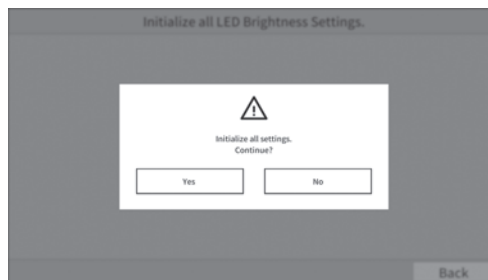 Initialize all LED Brightness Settings.
Initialize all settings.
Continue?
Yes
No
Back